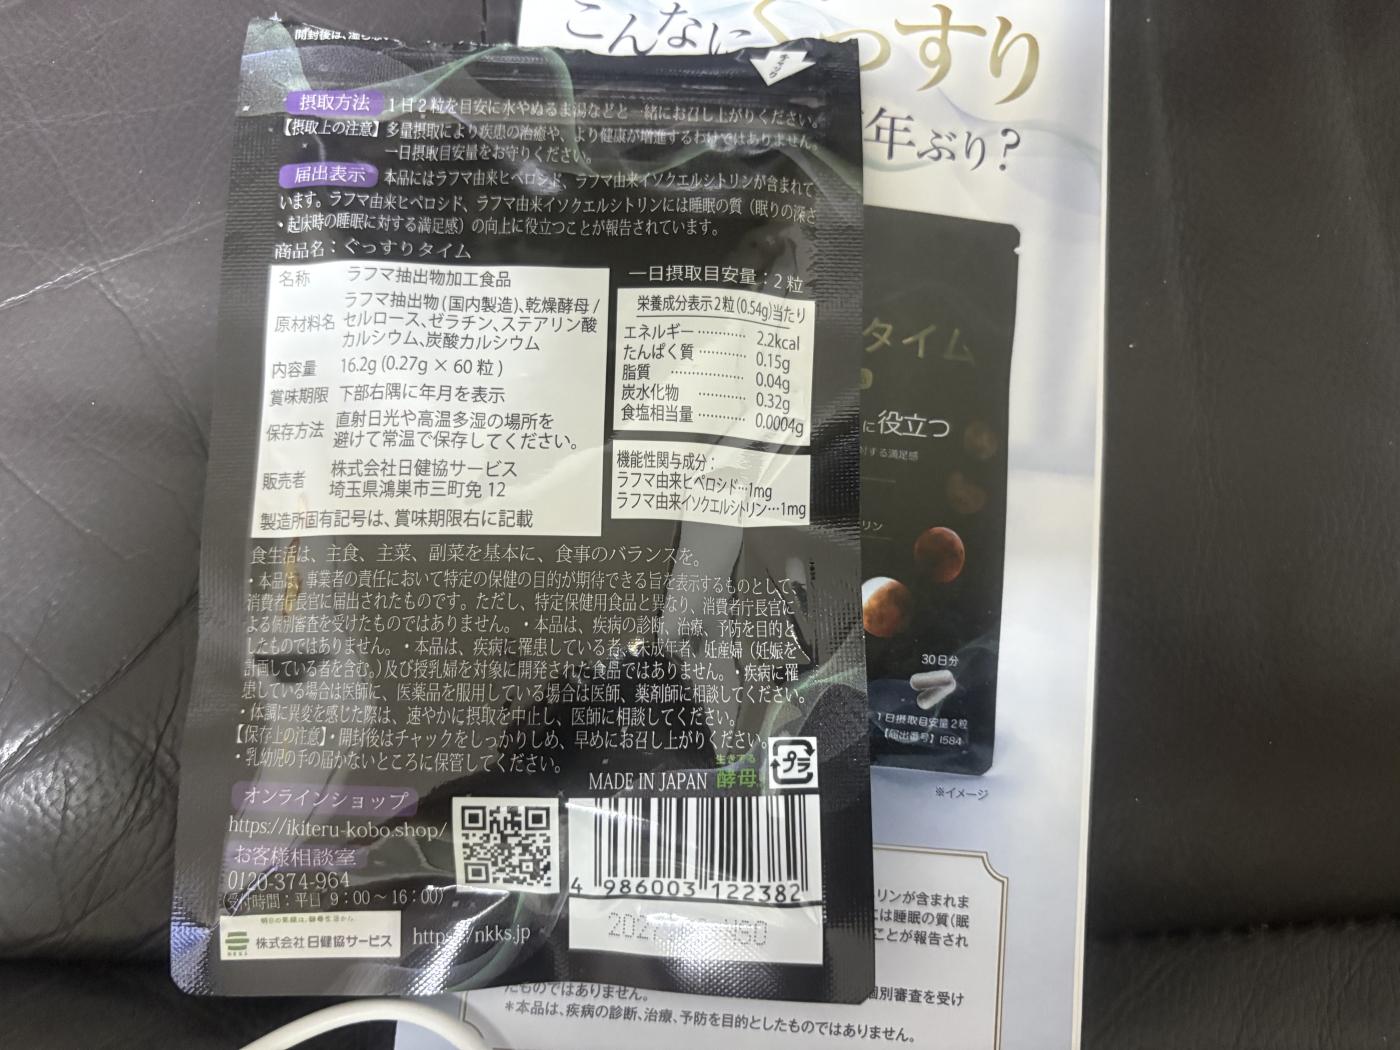 こんなにぐっすり
年ぶり?
摂取方法 1日2粒を目安に水やぬるま湯などと一緒にお召し上がりください。
【摂取上の注意】多量摂取により疾患の治癒や、より健康が増進するわけではありません。
一日摂取目安量をお守りください。
届出表示 本品にはラフマ由来ヒペロシド、ラフマ由来イソクエルシトリンが含まれて
います。ラフマ由来ヒペロシド、ラフマ由来イソクエルシトリンには睡眠の質(眠りの深さ
・起床時の睡眠に対する満足感)の向上に役立つことが報告されています。
商品名:ぐっすりタイム
名称 ラフマ抽出物加工食品
原材料名 ラフマ抽出物(国内製造)、乾燥酵母/
セルロース、ゼラチン、ステアリン酸
カルシウム、炭酸カルシウム
内容量 16.2g(0.27g×60粒)
賞味期限 下部右隅に年月を表示
保存方法 直射日光や高温多湿の場所を
避けて常温で保存してください。
販売者 株式会社日健協サービス
埼玉県鴻巣市三町免12
製造所固有記号は、賞味期限右に記載
一日摂取目安量:2粒
栄養成分表示2粒(0.54g)当たり
エネルギー………… 2.2kcal
たんぱく質………… 0.15g
脂質 ……………… 0.04g
炭水化物 ………… 0.32g
食塩相当量………… 0.0004g
機能性関与成分:
ラフマ由来ヒペロシド…1mg
ラフマ由来イソクエルシトリン…1mg
食生活は、主食、主菜、副菜を基本に、食事のバランスを。
・本品は、事業者の責任において特定の保健の目的が期待できる旨を表示するものとして、
消費者庁長官に届出されたものです。ただし、特定保健用食品と異なり、消費者庁長官に
よる個別審査を受けたものではありません。・本品は、疾病の診断、治療、予防を目的と
したものではありません。・本品は、疾病に罹患している者、未成年者、妊産婦(妊娠を
計画している者を含む。)及び授乳婦を対象に開発された食品ではありません。・疾病に罹
患している場合は医師に、医薬品を服用している場合は医師、薬剤師に相談してください。
・体調に異変を感じた際は、速やかに摂取を中止し、医師に相談してください。
【保存上の注意】・開封後はチャックをしっかりしめ、早めにお召し上がりください。
・乳幼児の手の届かないところに保管してください。
MADE IN JAPAN
生きてる
酵母
プラ
オンラインショップ
https://ikiteru-kobo.shop/
お客様相談室
0120-374-964
(受付時間:平日 9:00~16:00)
株式会社日健協サービス
https://nkks.jp
4 986003 122382
タイム
に役立つ
対する満足感
リン
30日分
1日摂取目安量2粒
【届出番号】I584
※イメージ
リンが含まれま
は睡眠の質(眠
ことが報告され
個別審査を受け
たものではありません。
*本品は、疾病の診断、治療、予防を目的としたものではありません。